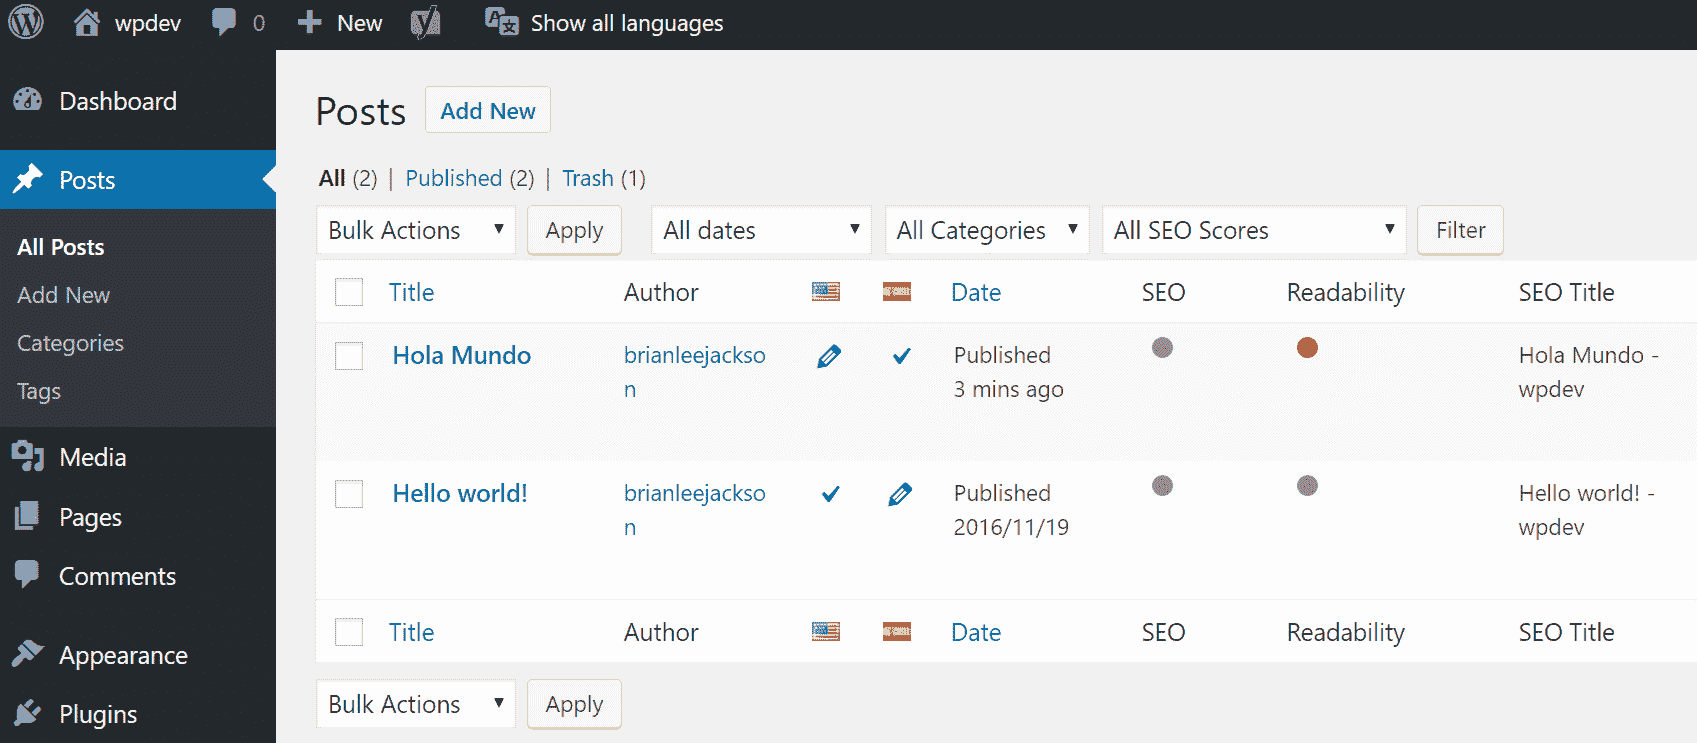 wpdev 0 New Show all languages
Dashboard
Posts
All Posts
Add New
Categories
Tags
Media
Pages
Comments
Appearance
Plugins
Posts Add New
All (2) | Published (2) | Trash (1)
Bulk Actions Apply All dates All Categories All SEO Scores Filter
Title Author Date SEO Readability SEO Title
Hola Mundo brianleejackso Published Hola Mundo -
n 3 mins ago wpdev
Hello world! brianleejackso Published Hello world! -
n 2016/11/19 wpdev
Title Author Date SEO Readability SEO Title
Bulk Actions Apply